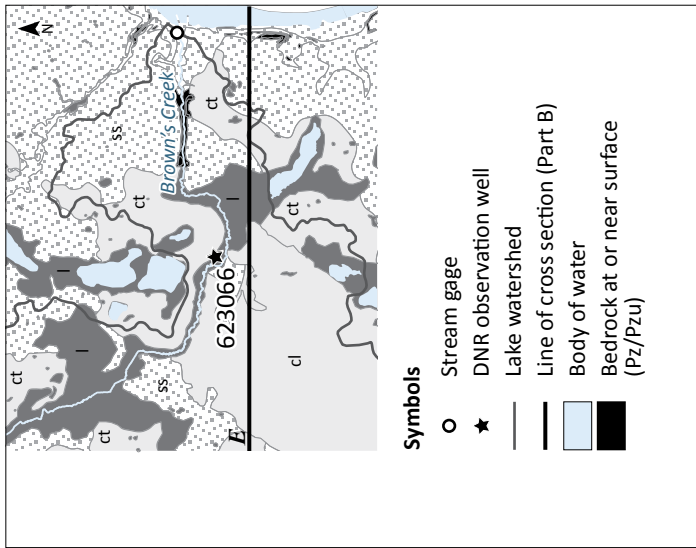 N
Brown's Creek
ss
ct
ct
l
l
l
ct
623066
ss
cl
ct
ct
E
Symbols
Stream gage
DNR observation well
Lake watershed
Line of cross section (Part B)
Body of water
Bedrock at or near surface
(Pz/Pzu)